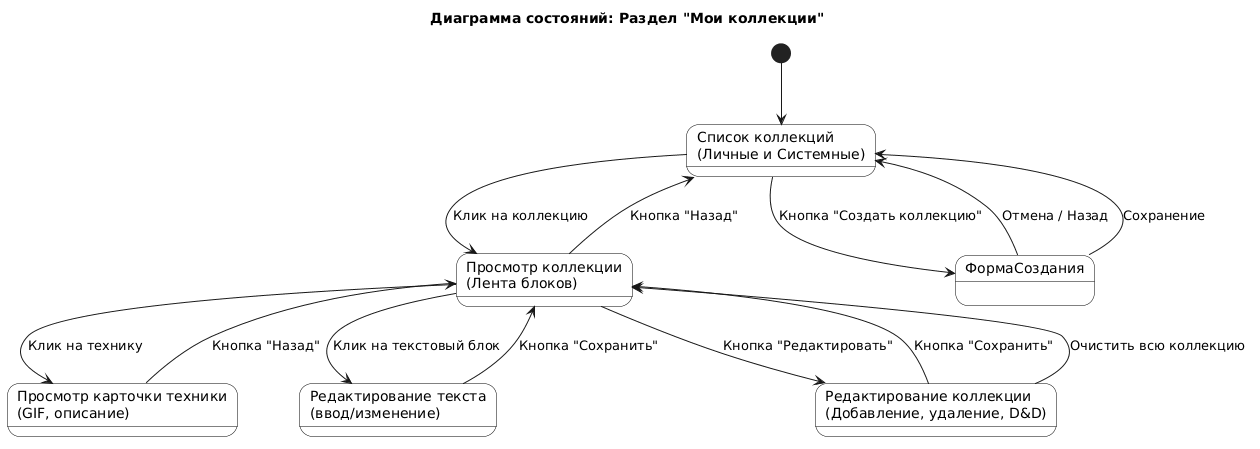 Диаграмма состояний: Раздел "Мои коллекции"
Список коллекций
(Личные и Системные)
Клик на коллекцию
Кнопка "Назад"
Кнопка "Создать коллекцию"
Отмена / Назад
Сохранение
Просмотр коллекции
(Лента блоков)
ФормаСоздания
Клик на технику
Кнопка "Назад"
Клик на текстовый блок
Кнопка "Сохранить"
Кнопка "Редактировать"
Кнопка "Сохранить"
Очистить всю коллекцию
Просмотр карточки техники
(GIF, описание)
Редактирование текста
(ввод/изменение)
Редактирование коллекции
(Добавление, удаление, D&D)